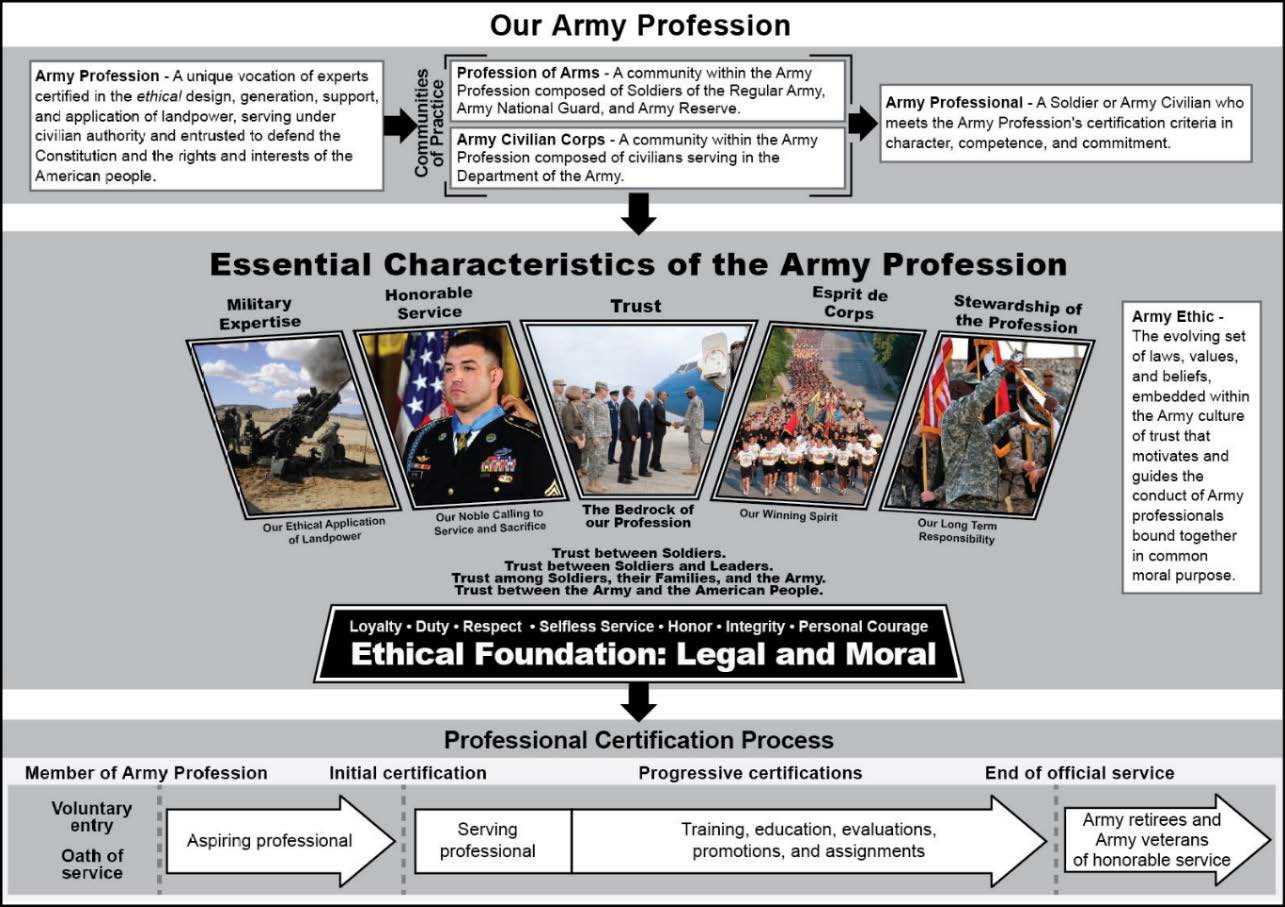 Our Army Profession
Army Profession - A unique vocation of experts
certified in the ethical design, generation, support,
and application of landpower, serving under
civilian authority and entrusted to defend the
Constitution and the rights and interests of the
American people.
Communities
of Practice
Profession of Arms - A community within the Army
Profession composed of Soldiers of the Regular Army,
Army National Guard, and Army Reserve.
Army Civilian Corps - A community within the Army
Profession composed of civilians serving in the
Department of the Army.
Army Professional - A Soldier or Army Civilian who
meets the Army Profession's certification criteria in
character, competence, and commitment.
Essential Characteristics of the Army Profession
Military
Expertise
Honorable
Service
Trust
Esprit de
Corps
Stewardship of
the Profession
Our Ethical Application
of Landpower
Our Noble Calling to
Service and Sacrifice
The Bedrock of
our Profession
Our Winning Spirit
Our Long Term
Responsibility
Army Ethic -
The evolving set
of laws, values,
and beliefs,
embedded within
the Army culture
of trust that
motivates and
guides the
conduct of Army
professionals
bound together
in common
moral purpose.
Trust between Soldiers.
Trust between Soldiers and Leaders.
Trust among Soldiers, their Families, and the Army.
Trust between the Army and the American People.
Loyalty • Duty • Respect • Selfless Service • Honor • Integrity • Personal Courage
Ethical Foundation: Legal and Moral
Professional Certification Process
Member of Army Profession
Initial certification
Progressive certifications
End of official service
Voluntary
entry
Oath of
service
Aspiring professional
Serving
professional
Training, education, evaluations,
promotions, and assignments
Army retirees and
Army veterans
of honorable service